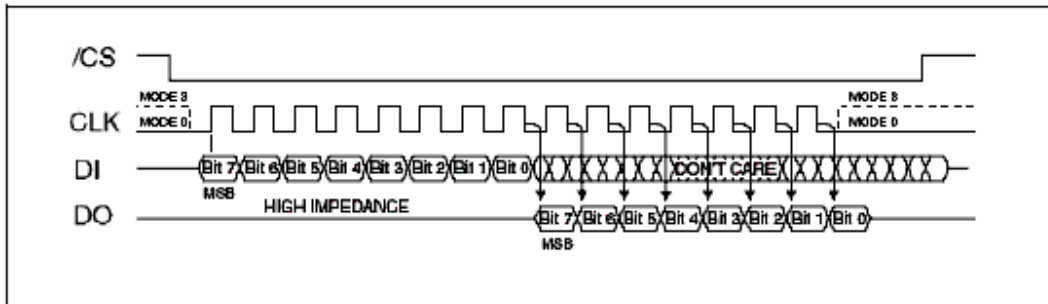 /CS
MODE 3 MODE 3
CLK MODE 0 MODE 0
DI Bit 7 Bit 6 Bit 5 Bit 4 Bit 3 Bit 2 Bit 1 Bit 0 DON'T CARE
MSB
HIGH IMPEDANCE
DO Bit 7 Bit 6 Bit 5 Bit 4 Bit 3 Bit 2 Bit 1 Bit 0
MSB